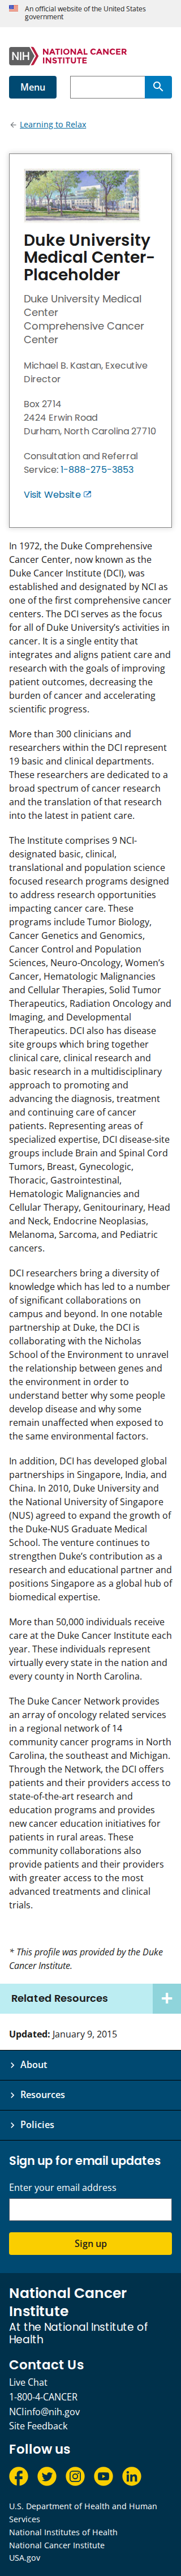 An official website of the United States
government
NIH NATIONAL CANCER
INSTITUTE
Menu
← Learning to Relax
Duke University
Medical Center-
Placeholder
Duke University Medical
Center
Comprehensive Cancer
Center
Michael B. Kastan, Executive
Director
Box 2714
2424 Erwin Road
Durham, North Carolina 27710
Consultation and Referral
Service: 1-888-275-3853
Visit Website
In 1972, the Duke Comprehensive
Cancer Center, now known as the
Duke Cancer Institute (DCI), was
established and designated by NCI as
one of the first comprehensive cancer
centers. The DCI serves as the focus
for all of Duke University's activities in
cancer. It is a single entity that
integrates and aligns patient care and
research with the goals of improving
patient outcomes, decreasing the
burden of cancer and accelerating
scientific progress.
More than 300 clinicians and
researchers within the DCI represent
19 basic and clinical departments.
These researchers are dedicated to a
broad spectrum of cancer research
and the translation of that research
into the latest in patient care.
The Institute comprises 9 NCI-
designated basic, clinical,
translational and population science
focused research programs designed
to address scientific opportunities
impacting cancer care. These
programs include Tumor Biology,
Cancer Genetics and Genomics,
Cancer Control and Population
Sciences, Neuro-Oncology, Women's
Cancer, Hematologic Malignancies
and Cellular Therapies, Solid Tumor
Therapeutics, Radiation Oncology and
Imaging, and Developmental
Therapeutics. DCI also has disease
site groups which bring together
clinical care, clinical research and
basic research in a multidisciplinary
approach to promoting and
advancing the diagnosis, treatment
and continuing care of cancer
patients. Representing areas of
specialized expertise, DCI disease-site
groups include Brain and Spinal Cord
Tumors, Breast, Gynecologic,
Thoracic, Gastrointestinal,
Hematologic Malignancies and
Cellular Therapy, Genitourinary, Head
and Neck, Endocrine Neoplasias,
Melanoma, Sarcoma, and Pediatric
cancers.
DCI researchers bring a diversity of
knowledge which has led to a number
of significant collaborations on
campus and beyond. In one notable
partnership at Duke, the DCI is
collaborating with the Nicholas
School of the Environment to unravel
the relationship between genes and
the environment in order to
understand better why some people
develop disease and why some
remain unaffected when exposed to
the same environmental factors.
In addition, DCI has developed global
partnerships in Singapore, India, and
China. In 2010, Duke University and
the National University of Singapore
(NUS) agreed to expand the growth of
the Duke-NUS Graduate Medical
School. The venture continues to
strengthen Duke's commitment as a
research and educational partner and
positions Singapore as a global hub of
biomedical expertise.
More than 50,000 individuals receive
care at the Duke Cancer Institute each
year. These individuals represent
virtually every state in the nation and
every county in North Carolina.
The Duke Cancer Network provides
an array of oncology related services
in a regional network of 14
community cancer programs in North
Carolina, the southeast and Michigan.
Through the Network, the DCI offers
patients and their providers access to
state-of-the-art research and
education programs and provides
new cancer education initiatives for
patients in rural areas. These
community collaborations also
provide patients and their providers
with greater access to the most
advanced treatments and clinical
trials.
* This profile was provided by the Duke
Cancer Institute.
Related Resources
Updated: January 9, 2015
About
Resources
Policies
Sign up for email updates
Enter your email address
Sign up
National Cancer
Institute
At the National Institute of
Health
Contact Us
Live Chat
1-800-4-CANCER
NCIinfo@nih.gov
Site Feedback
Follow us
U.S. Department of Health and Human
Services
National Institutes of Health
National Cancer Institute
USA.gov